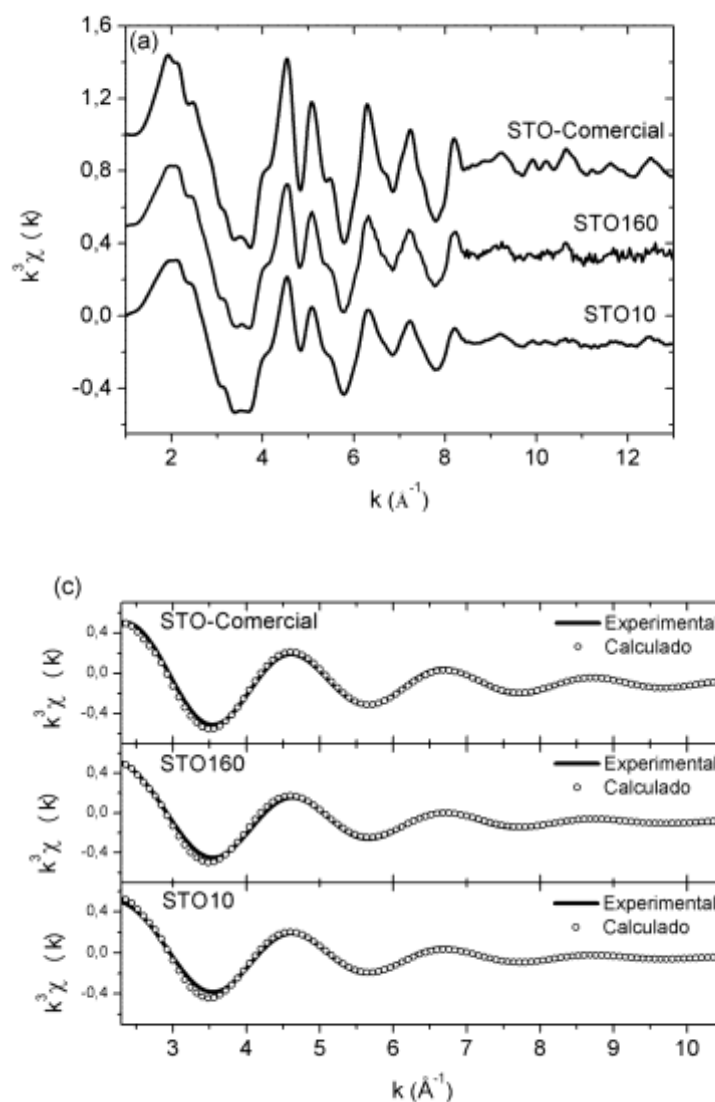 (a)
1,6
1,2
0,8
0,4
0,0
-0,4
k³χ (k)
STO-Comercial
STO160
STO10
2 4 6 8 10 12
k (Å⁻¹)
(c)
STO-Comercial
Experimental
Calculado
0,4
0,0
-0,4
k³χ (k)
STO160
Experimental
Calculado
0,4
0,0
-0,4
k³χ (k)
STO10
Experimental
Calculado
0,4
0,0
-0,4
k³χ (k)
3 4 5 6 7 8 9 10
k (Å⁻¹)